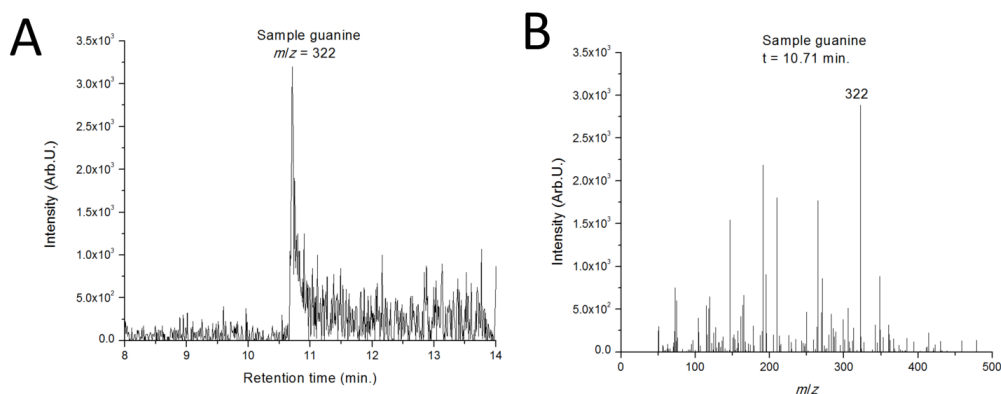 A
Sample guanine
m/z = 322
3.5x10³
3.0x10³
2.5x10³
2.0x10³
1.5x10³
1.0x10³
5.0x10²
0.0
Intensity (Arb.U.)
8 9 10 11 12 13 14
Retention time (min.)
B
Sample guanine
t = 10.71 min.
322
3.5x10³
3.0x10³
2.5x10³
2.0x10³
1.5x10³
1.0x10³
5.0x10²
0.0
Intensity (Arb.U.)
0 100 200 300 400 500
m/z